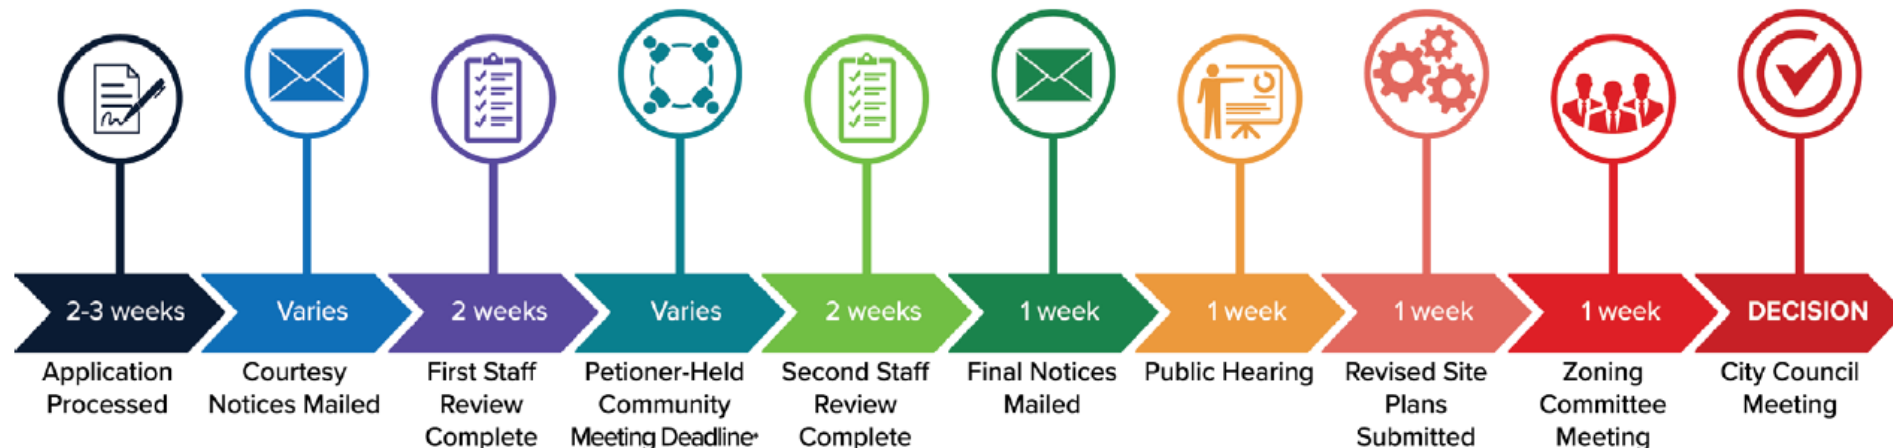 2-3 weeks
Varies
2 weeks
Varies
2 weeks
1 week
1 week
1 week
1 week
DECISION
Application
Processed
Courtesy
Notices Mailed
First Staff
Review
Complete
Petioner-Held
Community
Meeting Deadline*
Second Staff
Review
Complete
Final Notices
Mailed
Public Hearing
Revised Site
Plans
Submitted
Zoning
Committee
Meeting
City Council
Meeting